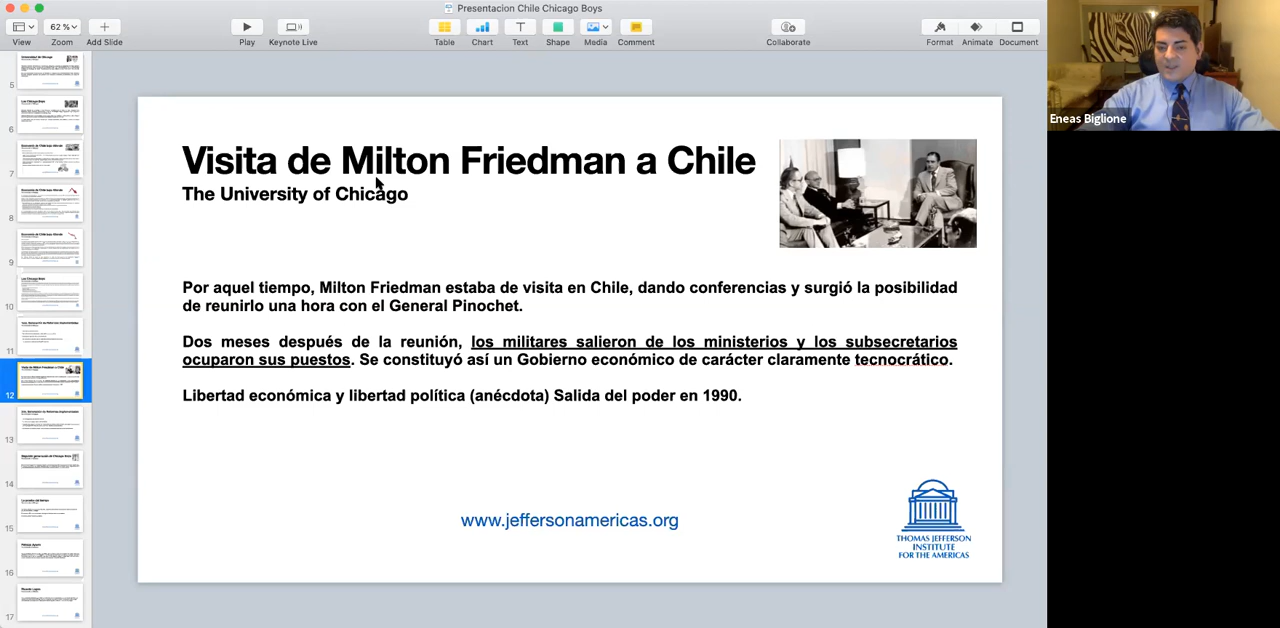 Presentacion Chile Chicago Boys
62 %
View
Zoom
Add Slide
Play
Keynote Live
Table
Chart
Text
Shape
Media
Comment
Collaborate
Format
Animate
Document
Eneas Biglione
5
6
7
8
9
10
11
12
13
14
15
16
17
Visita de Milton Friedman a Chile
The University of Chicago
Por aquel tiempo, Milton Friedman estaba de visita en Chile, dando conferencias y surgió la posibilidad
de reunirlo una hora con el General Pinochet.
Dos meses después de la reunión, los militares salieron de los ministerios y los subsecretarios
ocuparon sus puestos. Se constituyó así un Gobierno económico de carácter claramente tecnocrático.
Libertad económica y libertad política (anécdota) Salida del poder en 1990.
www.jeffersonamericas.org
THOMAS JEFFERSON
INSTITUTE
FOR THE AMERICAS